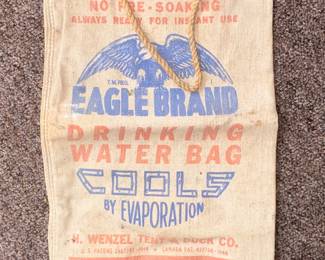 NO PRE-SOAKING
ALWAYS READY FOR INSTANT USE
T.M. REG.
EAGLE BRAND
DRINKING
WATER BAG
COOLS
BY EVAPORATION
H. WENZEL TENT & DUCK CO.